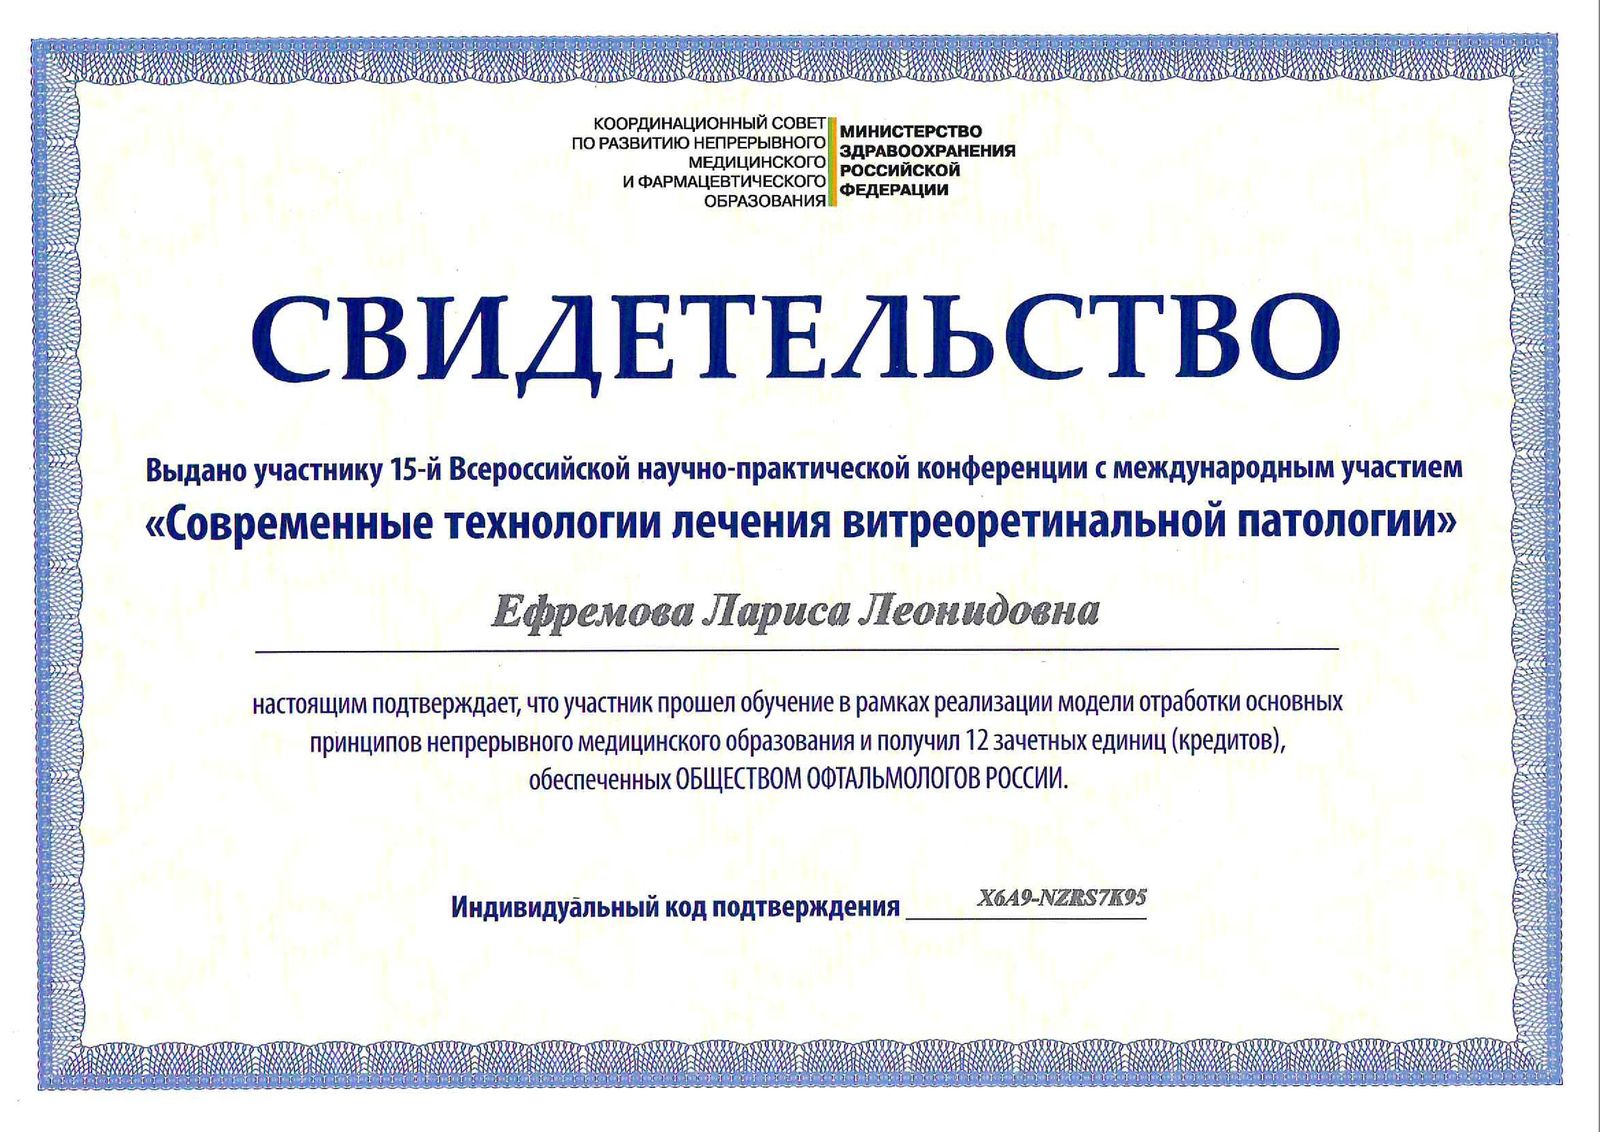 КООРДИНАЦИОННЫЙ СОВЕТ
ПО РАЗВИТИЮ НЕПРЕРЫВНОГО
МЕДИЦИНСКОГО
И ФАРМАЦЕВТИЧЕСКОГО
ОБРАЗОВАНИЯ
МИНИСТЕРСТВО
ЗДРАВООХРАНЕНИЯ
РОССИЙСКОЙ
ФЕДЕРАЦИИ
СВИДЕТЕЛЬСТВО
Выдано участнику 15-й Всероссийской научно-практической конференции с международным участием
«Современные технологии лечения витреоретинальной патологии»
Ефремова Лариса Леонидовна
настоящим подтверждает, что участник прошел обучение в рамках реализации модели отработки основных
принципов непрерывного медицинского образования и получил 12 зачетных единиц (кредитов),
обеспеченных ОБЩЕСТВОМ ОФТАЛЬМОЛОГОВ РОССИИ.
Индивидуальный код подтверждения X6A9-NZRS7K95